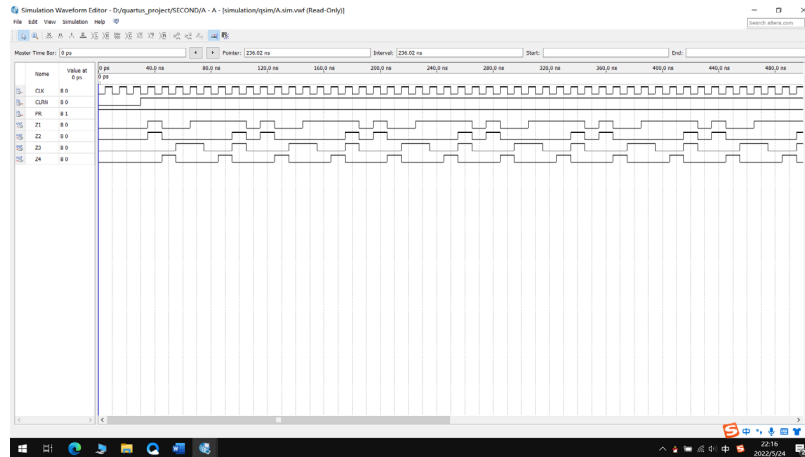 Simulation Waveform Editor - D:/quartus_project/SECOND/A - A - [simulation/qsim/A.sim.vwf (Read-Only)]
File Edit View Simulation Help
Search altera.com
Master Time Bar: 0 ps Pointer: 236.02 ns Interval: 236.02 ns Start: End:
Name Value at 0 ps
0 ps 40.0 ns 80.0 ns 120.0 ns 160.0 ns 200.0 ns 240.0 ns 280.0 ns 320.0 ns 360.0 ns 400.0 ns 440.0 ns 480.0 ns
0 ps
CLK B 0
CLRN B 0
PR B 1
Z1 B 0
Z2 B 0
Z3 B 0
Z4 B 0
中
中 22:16
2022/5/24